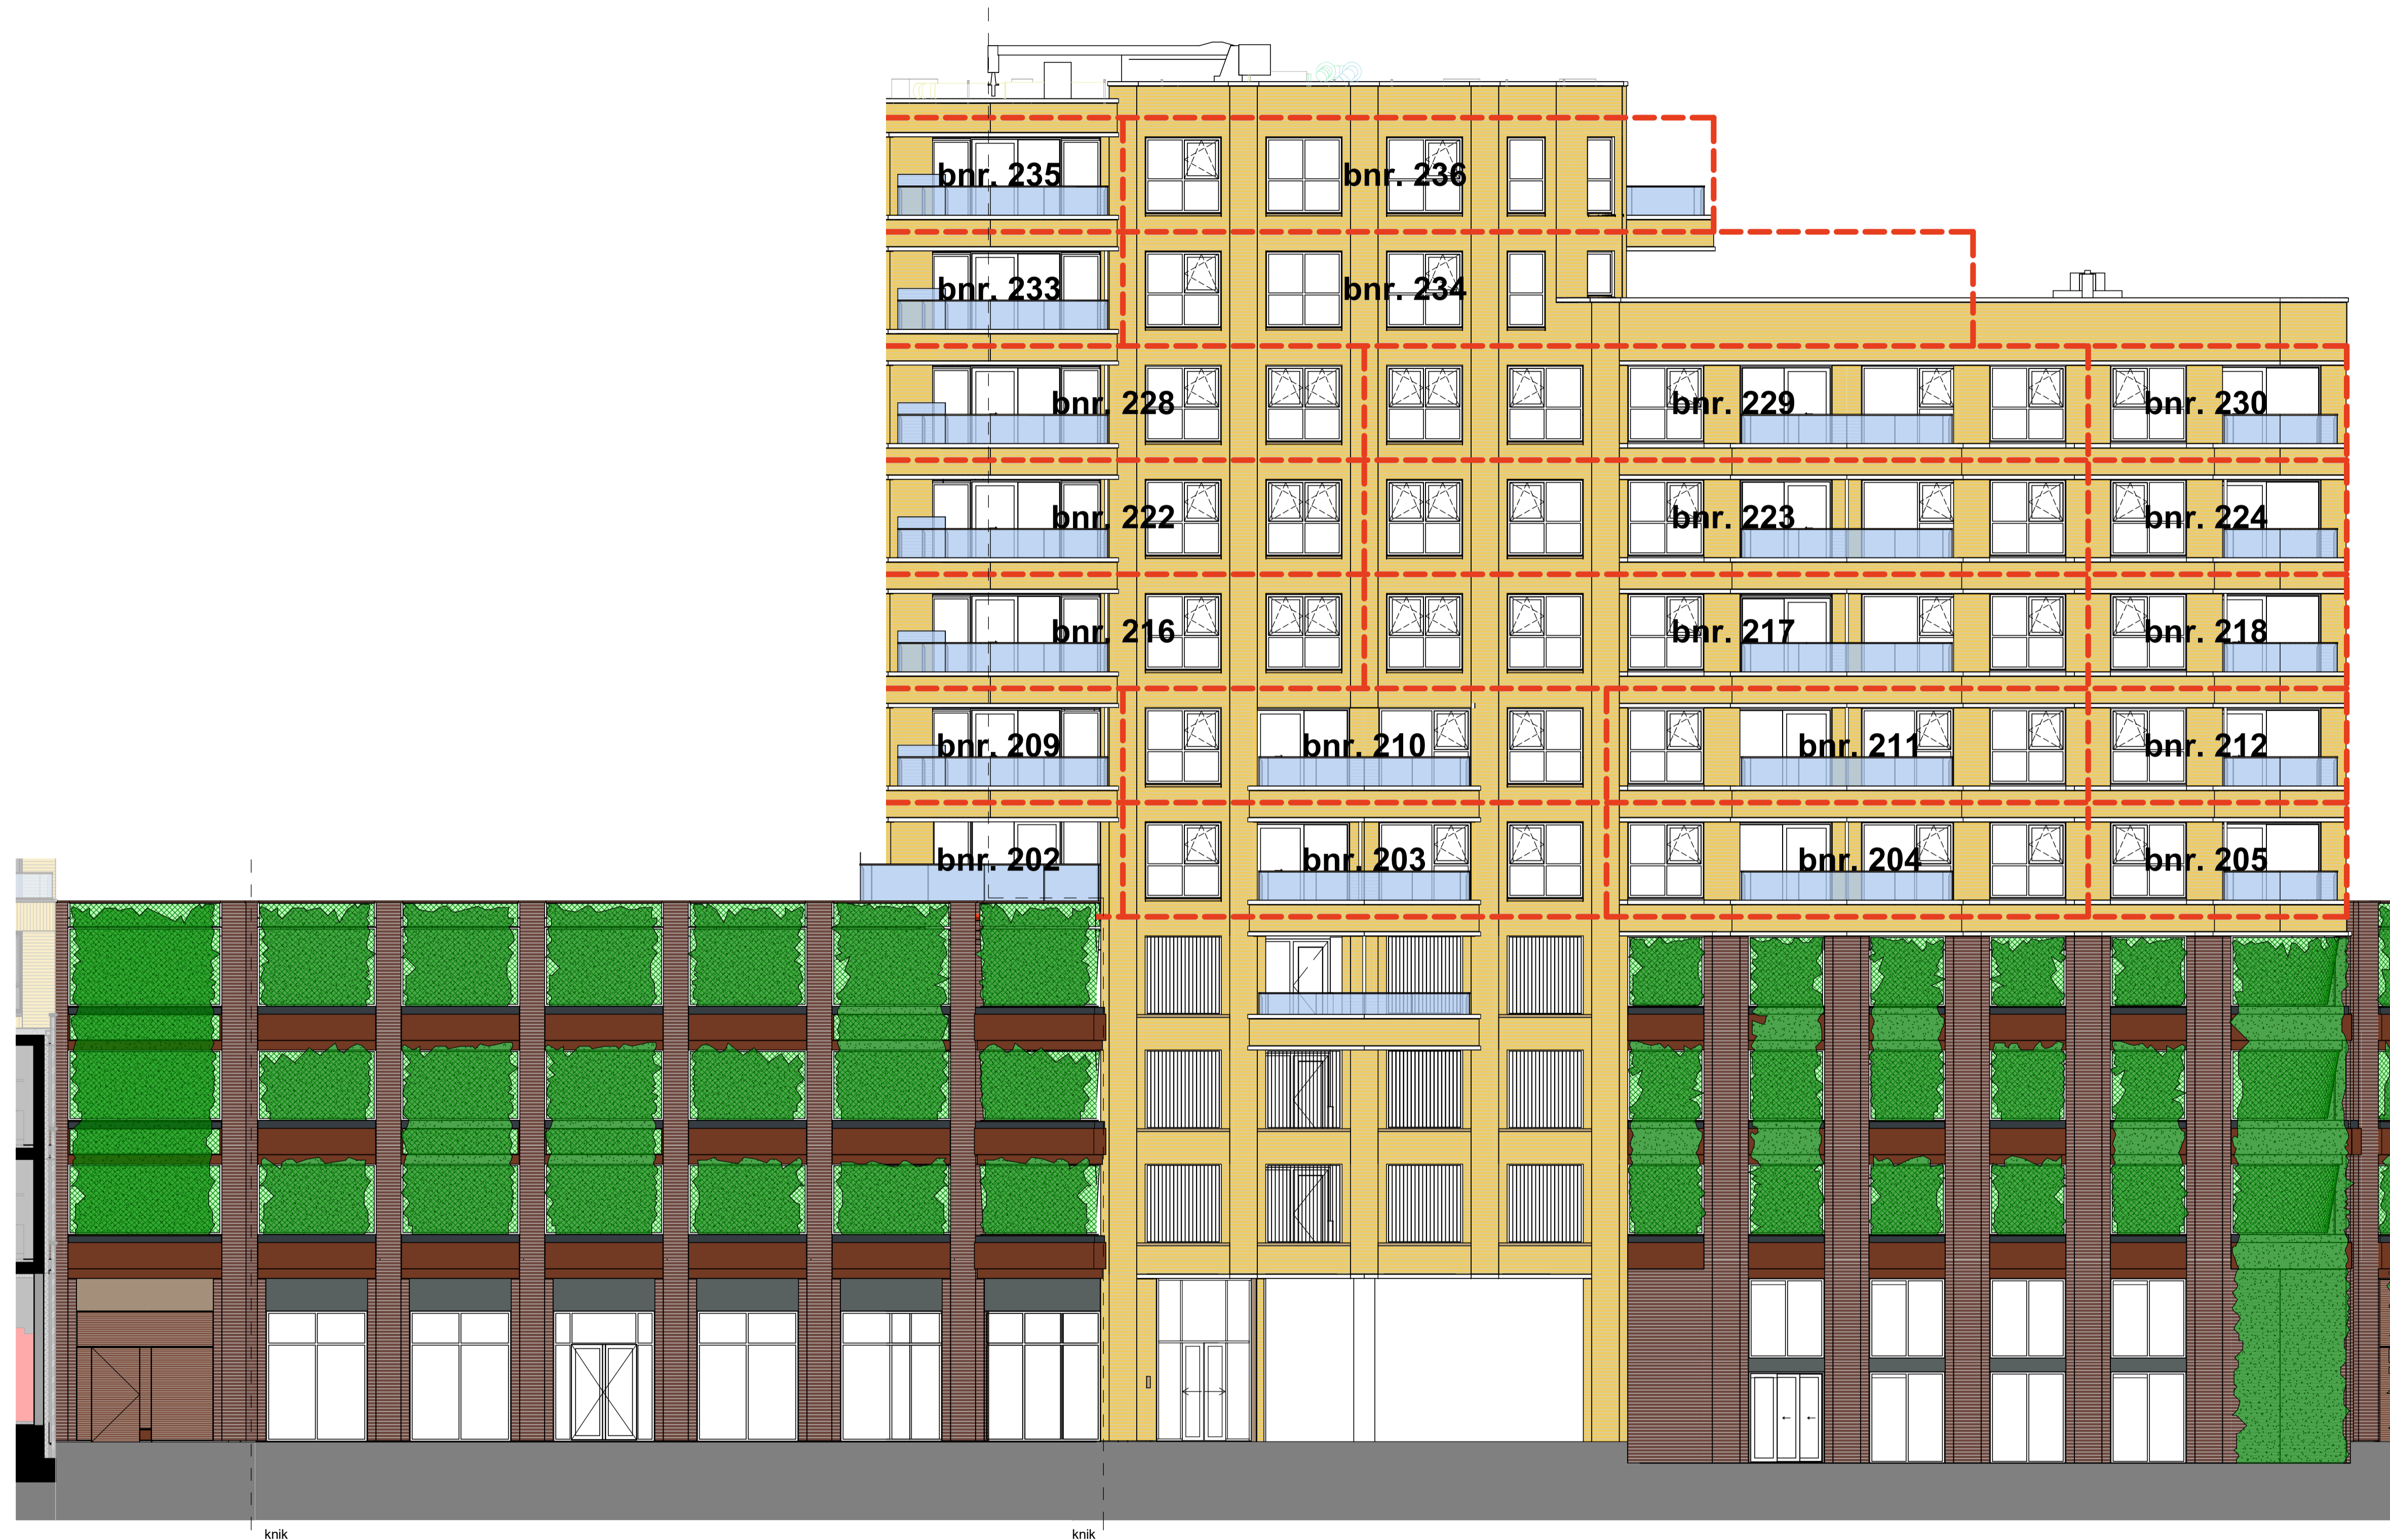 bnr. 235
bnr. 236
bnr. 233
bnr. 234
bnr. 228
bnr. 229
bnr. 230
bnr. 222
bnr. 223
bnr. 224
bnr. 216
bnr. 217
bnr. 218
bnr. 209
bnr. 210
bnr. 211
bnr. 212
bnr. 202
bnr. 203
bnr. 204
bnr. 205
knik
knik